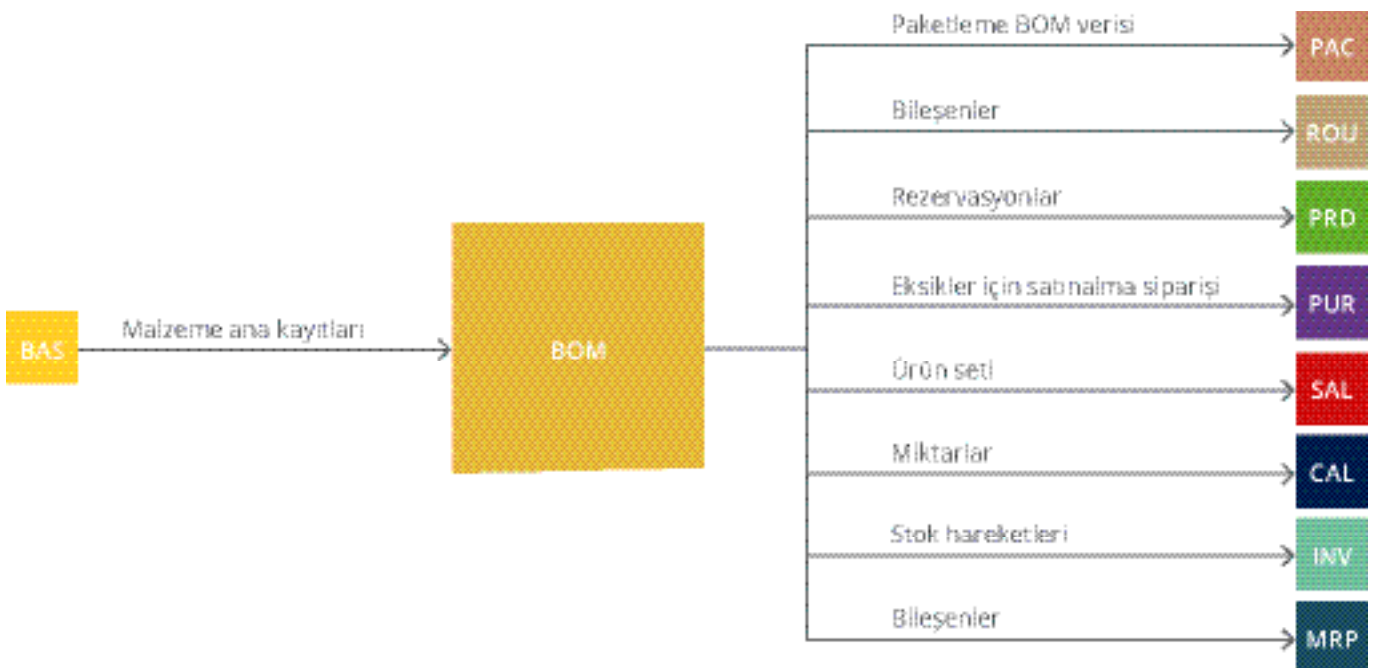 Paketleme BOM verisi
PAC
Bileşenler
ROU
Rezervasyonlar
PRD
Eksikler için satınalma siparişi
PUR
BAS
Malzeme ana kayıtları
BOM
Ürün seti
SAL
Miktarlar
CAL
Stok hareketleri
INV
Bileşenler
MRP